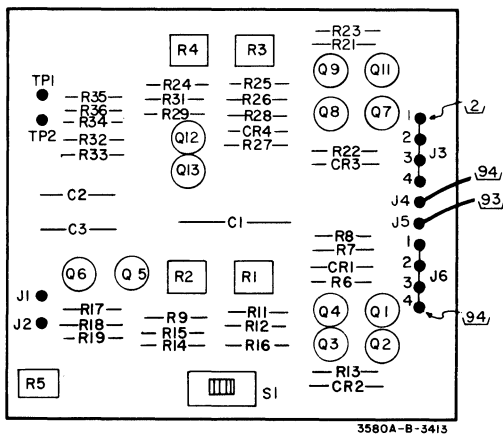 R4 R3 R23
R21
Q9 Q11
TP1 R24 R25
R35 R31 R26
R36 R29 R28 Q8 Q7 1 2
R34 CR4
TP2 R32 Q12 R27 2 J3
R33 R22 3
Q13 CR3
4 94
C2 J4 93
C3 C1 J5
R8 1
R7
Q6 Q5 R2 R1 CR1 2 J6
R6 3
J1 R17 R9 R11 Q4 Q1 4
J2 R18 R15 R12 94
R19 R14 R16 Q3 Q2
R5 S1 R13
CR2
3580A-B-3413